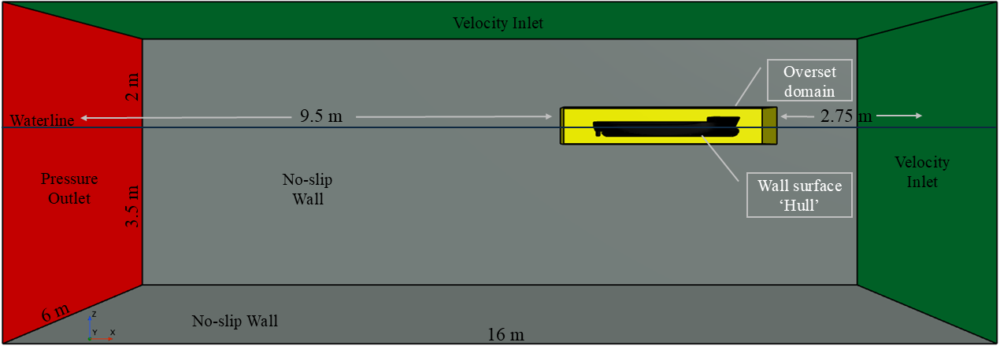 Velocity Inlet
Overset
domain
2 m
Waterline
9.5 m
2.75 m
Pressure
Outlet
No-slip
Wall
3.5 m
Wall surface
‘Hull’
Velocity
Inlet
6 m
Z
Y X
No-slip Wall
16 m